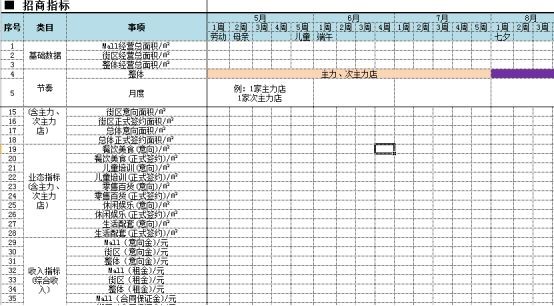 ■ 招商指标
序号 类目 事项 5月 6月 7月 8月
1周 2周 3周 4周 5周 1周 2周 3周 4周 1周 2周 3周 4周 5周 1周 2周 3周
劳动 母亲 儿童 端午 七夕
1 Mall经营总面积/㎡
2 基础数据 街区经营总面积/㎡
3 整体经营总面积/㎡
4 整体 主力、次主力店
节奏
5 月度 例：1家主力店
1家次主力店
15 (含主力、 街区意向面积/㎡
16 次主力 街区正式签约面积/㎡
17 店) 总体意向面积/㎡
18 总体正式签约面积/㎡
19 餐饮美食(意向)/㎡
20 餐饮美食(正式签约)/㎡
21 儿童培训(意向)/㎡
22 业态指标 儿童培训(正式签约)/㎡
23 (含主力、 零售百货(意向)/㎡
24 次主力 零售百货(正式签约)/㎡
25 店) 休闲娱乐(意向)/㎡
26 休闲娱乐(正式签约)/㎡
27 生活配套(意向)/㎡
28 生活配套(正式签约)/㎡
29 Mall (意向金)/元
30 街区 (意向金)/元
31 整体 (意向金)/元
32 收入指标 Mall (租金)/元
33 (综合收 街区 (租金)/元
34 入) 整体 (租金)/元
35 Mall (合同保证金)/元